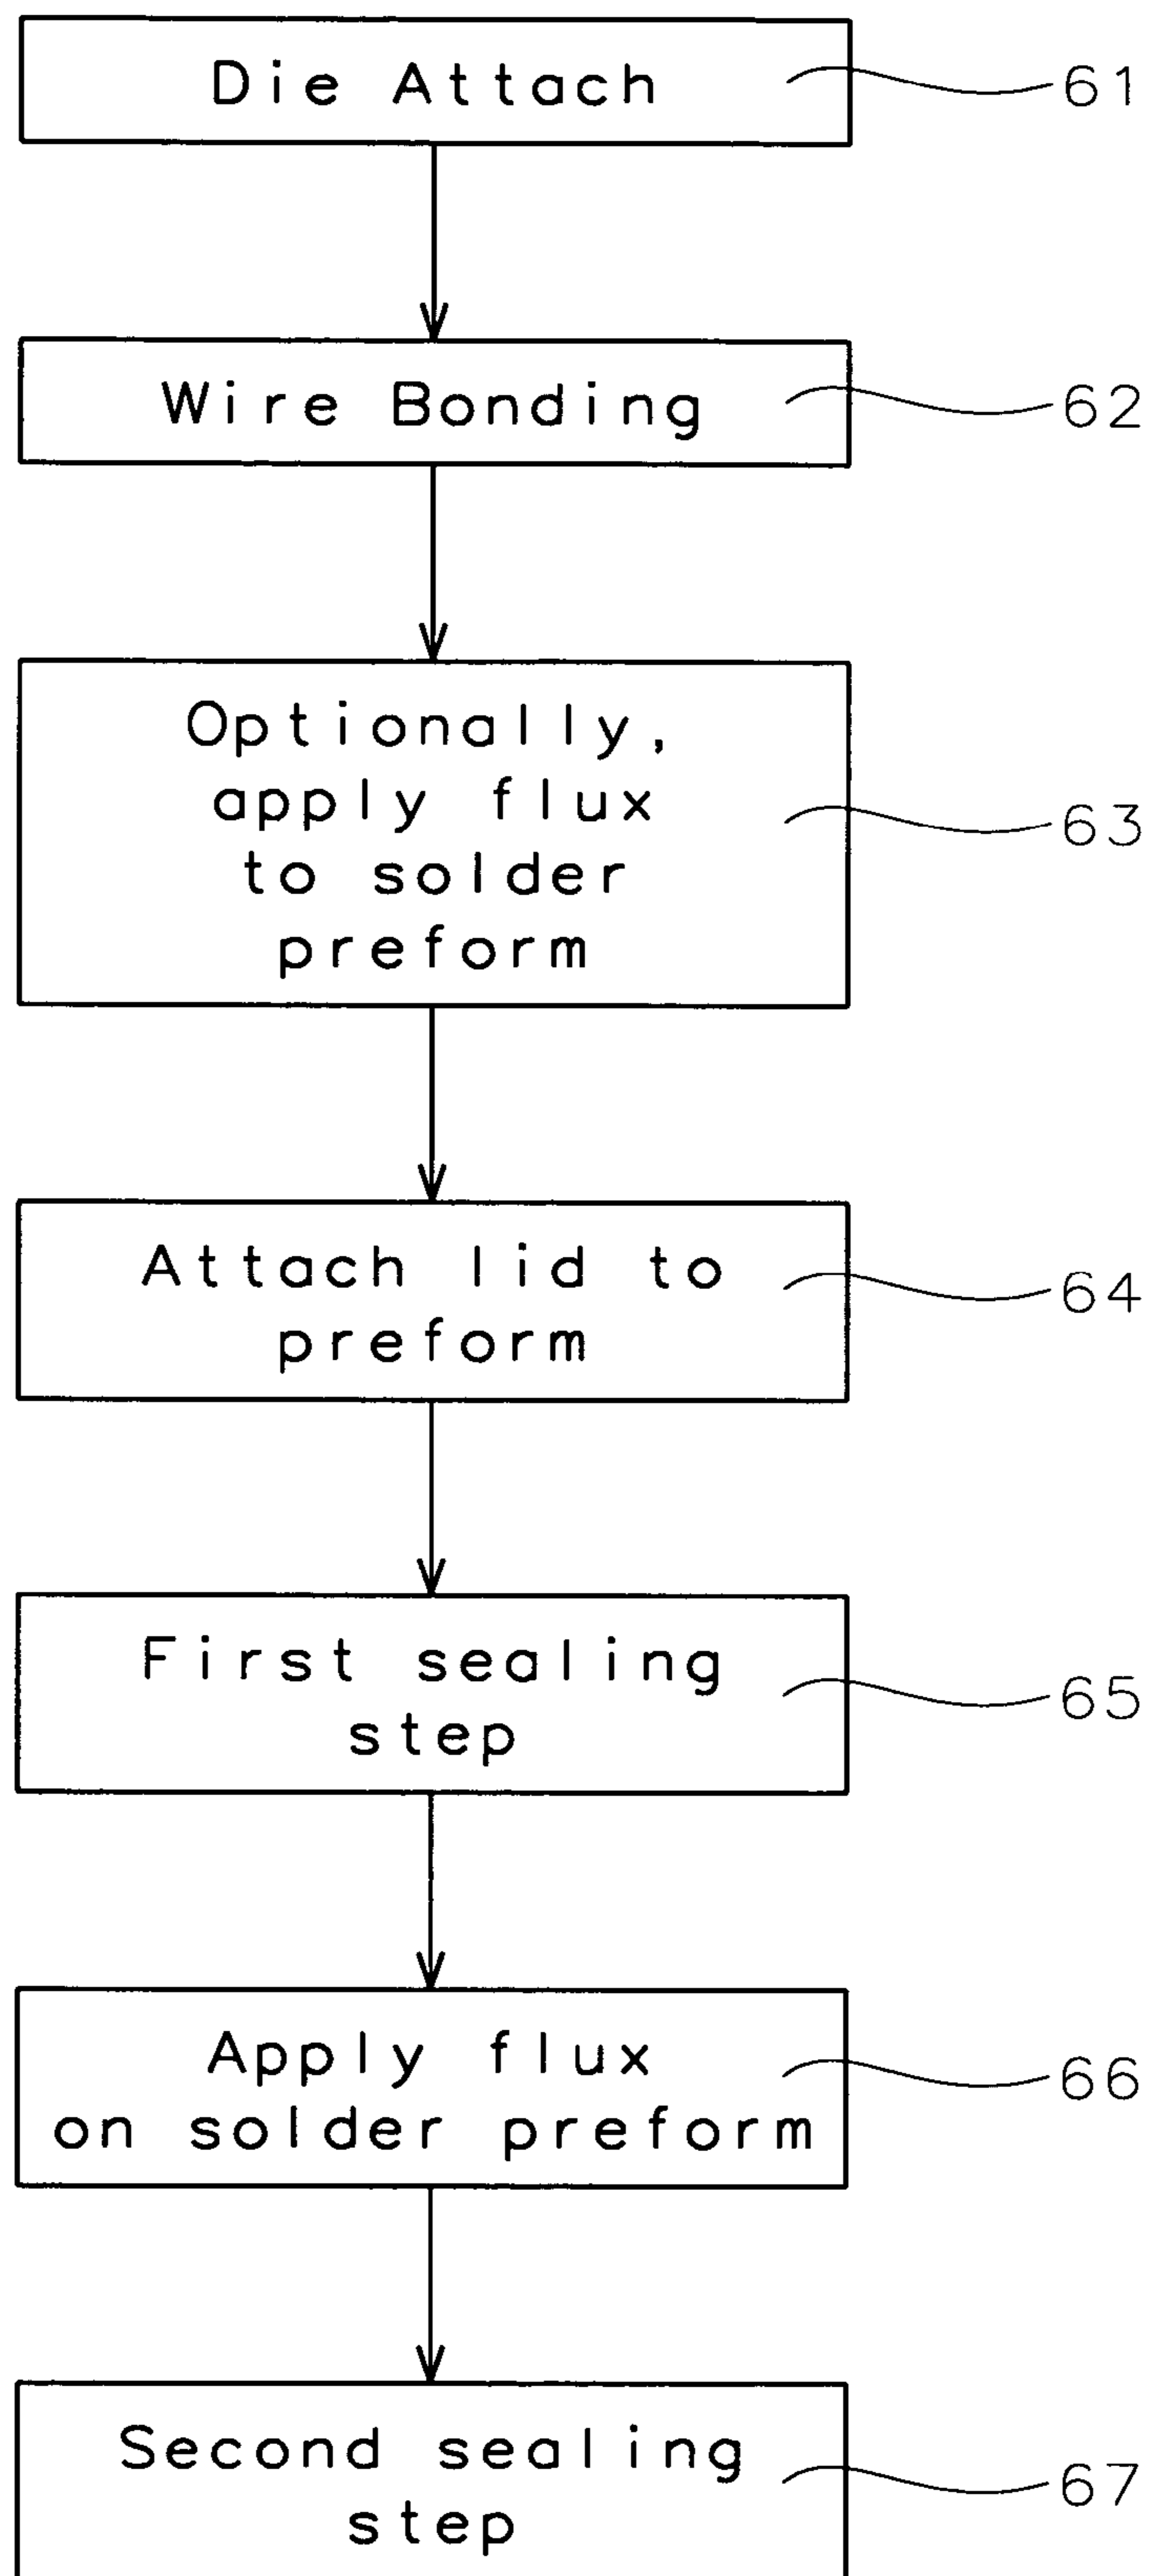 Die Attach
61
Wire Bonding
62
Optionally,
apply flux
to solder
preform
63
Attach lid to
preform
64
First sealing
step
65
Apply flux
on solder preform
66
Second sealing
step
67